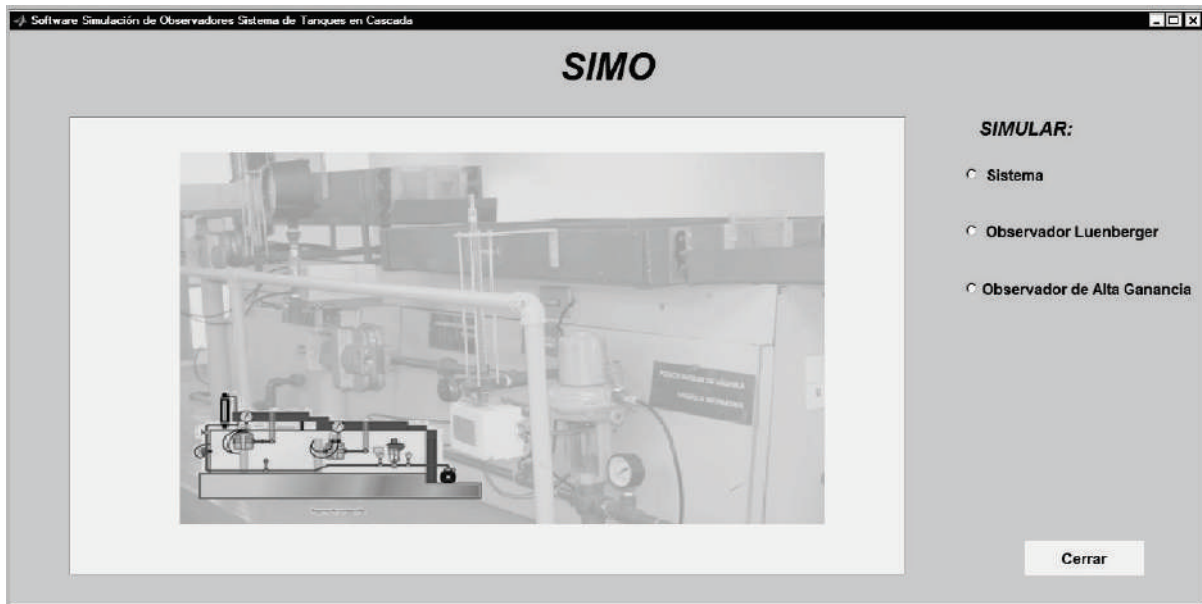 Software Simulación de Observadores Sistema de Tanques en Cascada
SIMO
SIMULAR:
Sistema
Observador Luenberger
Observador de Alta Ganancia
Cerrar